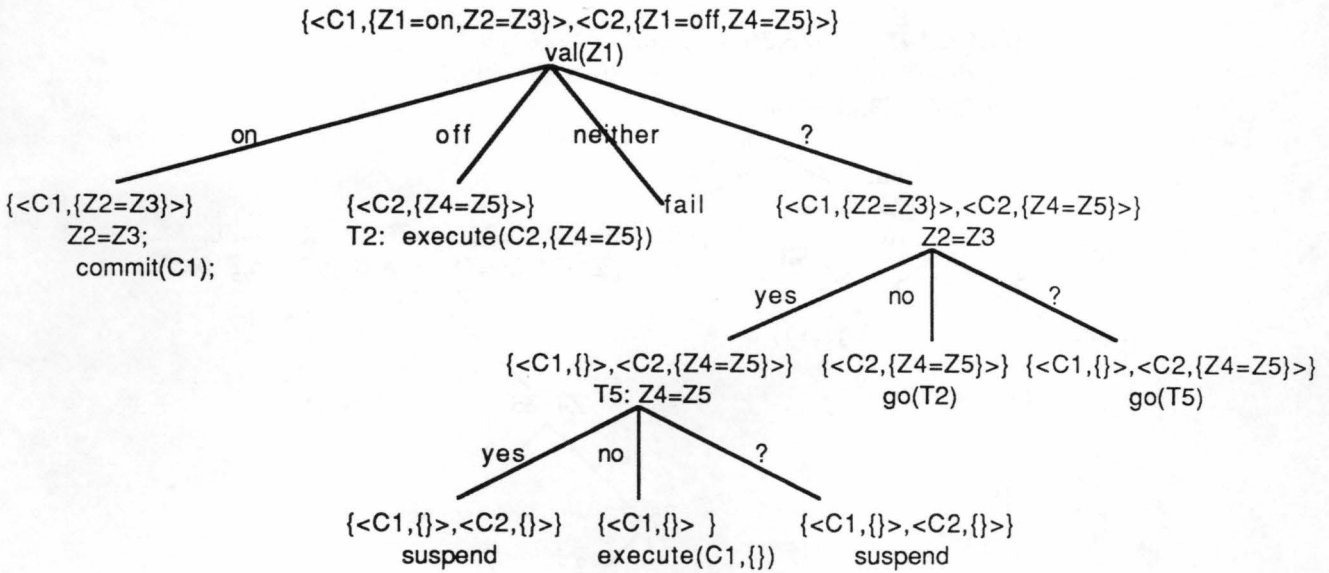 {<C1,{Z1=on,Z2=Z3}>,<C2,{Z1=off,Z4=Z5}>}
val(Z1)
on off neither ?
{<C1,{Z2=Z3}>} {<C2,{Z4=Z5}>} fail {<C1,{Z2=Z3}>,<C2,{Z4=Z5}>}
Z2=Z3; T2: execute(C2,{Z4=Z5}) Z2=Z3
commit(C1);
yes no ?
{<C1,{}>,<C2,{Z4=Z5}>} {<C2,{Z4=Z5}>} {<C1,{}>,<C2,{Z4=Z5}>}
T5: Z4=Z5 go(T2) go(T5)
yes no ?
{<C1,{}>,<C2,{}>} {<C1,{}> } {<C1,{}>,<C2,{}>}
suspend execute(C1,{}) suspend